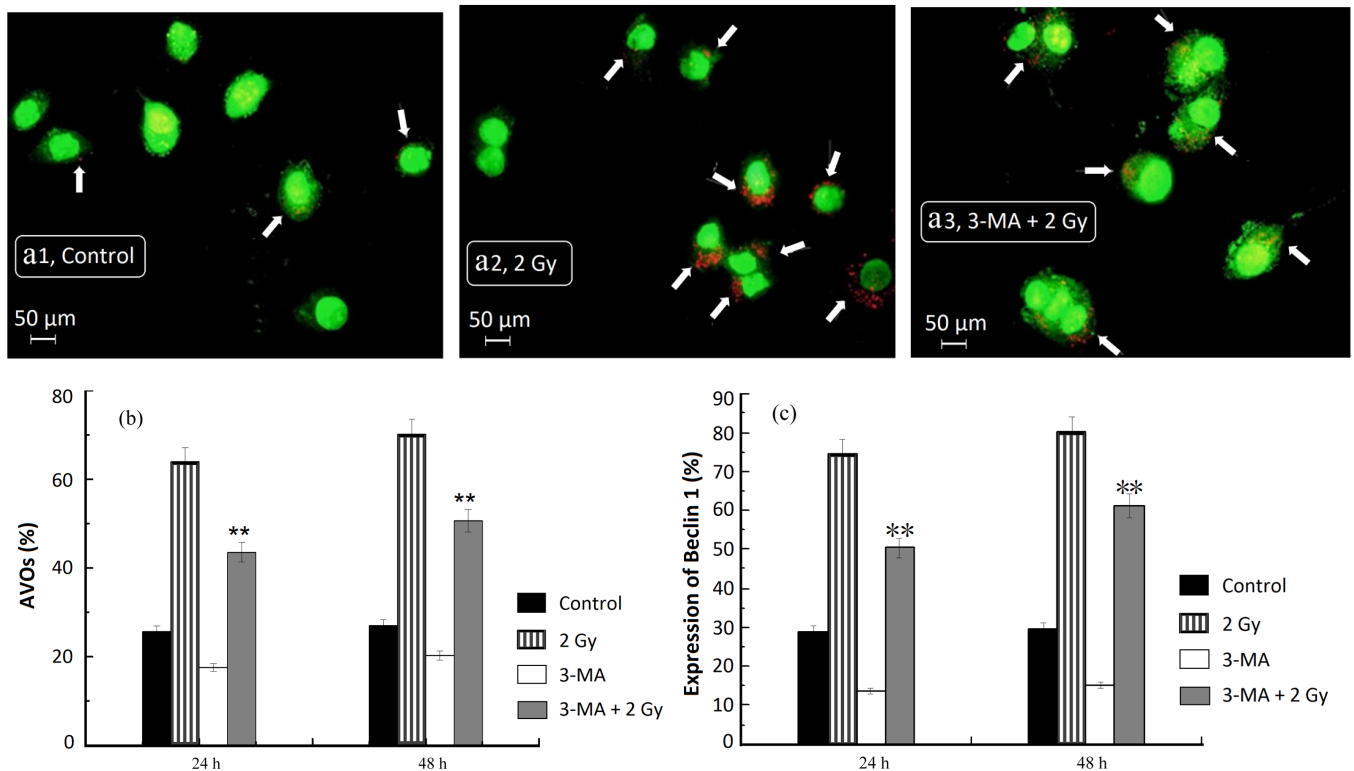 a1, Control
50 μm
a2, 2 Gy
50 μm
a3, 3-MA + 2 Gy
50 μm
(b)
AVOs (%)
80
60
40
20
0
**
**
24 h
48 h
Control
2 Gy
3-MA
3-MA + 2 Gy
(c)
Expression of Beclin 1 (%)
90
80
70
60
50
40
30
20
10
0
**
**
24 h
48 h
Control
2 Gy
3-MA
3-MA + 2 Gy